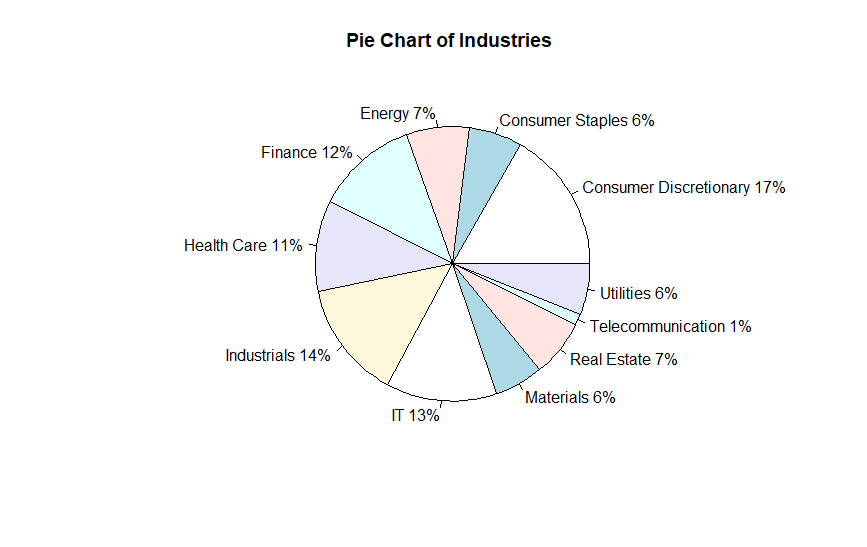 Pie Chart of Industries
Energy 7%
Consumer Staples 6%
Finance 12%
Consumer Discretionary 17%
Health Care 11%
Utilities 6%
Telecommunication 1%
Industrials 14%
Real Estate 7%
Materials 6%
IT 13%